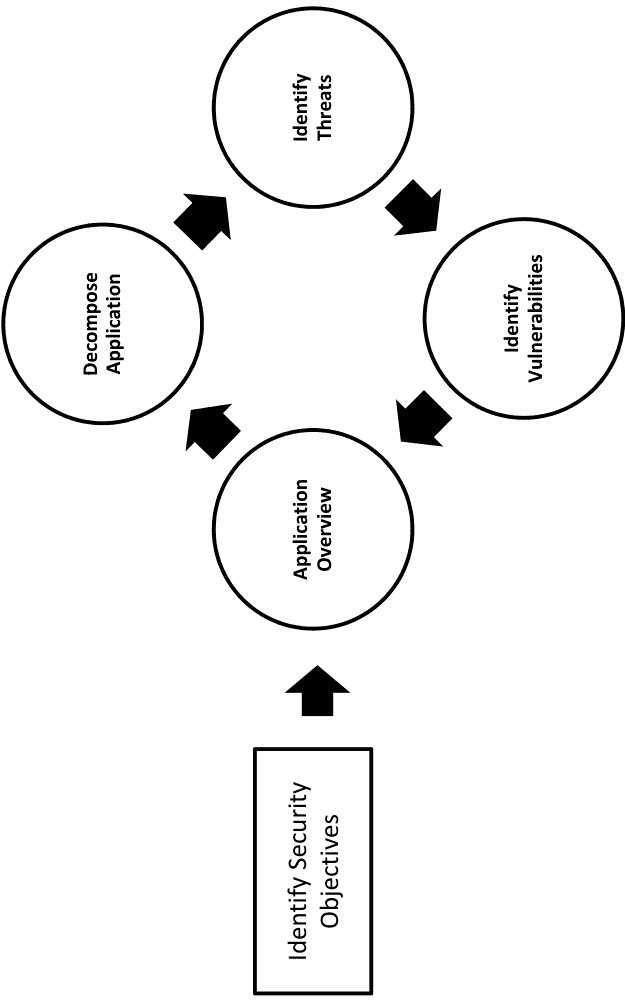 Identify Security
Objectives
Application
Overview
Decompose
Application
Identify
Threats
Identify
Vulnerabilities